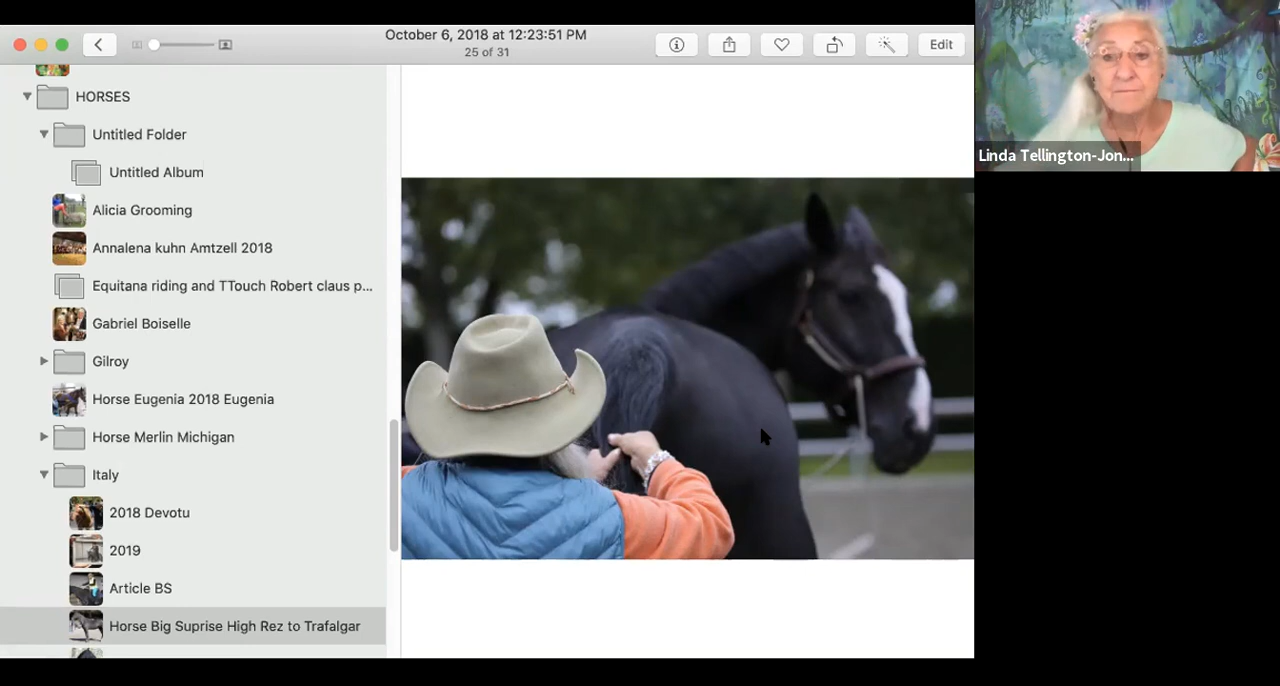 October 6, 2018 at 12:23:51 PM
25 of 31
Edit
HORSES
Untitled Folder
Untitled Album
Alicia Grooming
Annalena kuhn Amtzell 2018
Equitana riding and TTouch Robert claus p...
Gabriel Boiselle
Gilroy
Horse Eugenia 2018 Eugenia
Horse Merlin Michigan
Italy
2018 Devotu
2019
Article BS
Horse Big Suprise High Rez to Trafalgar
Linda Tellington-Jon...